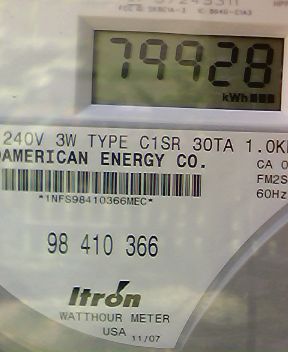 79928
kWh
240V 3W TYPE C1SR 30TA 1.0K
AMERICAN ENERGY CO.
CA 0
FM2S
60Hz
*1NFS98410366MEC*
98 410 366
Itron
WATTHOUR METER
USA 11/07